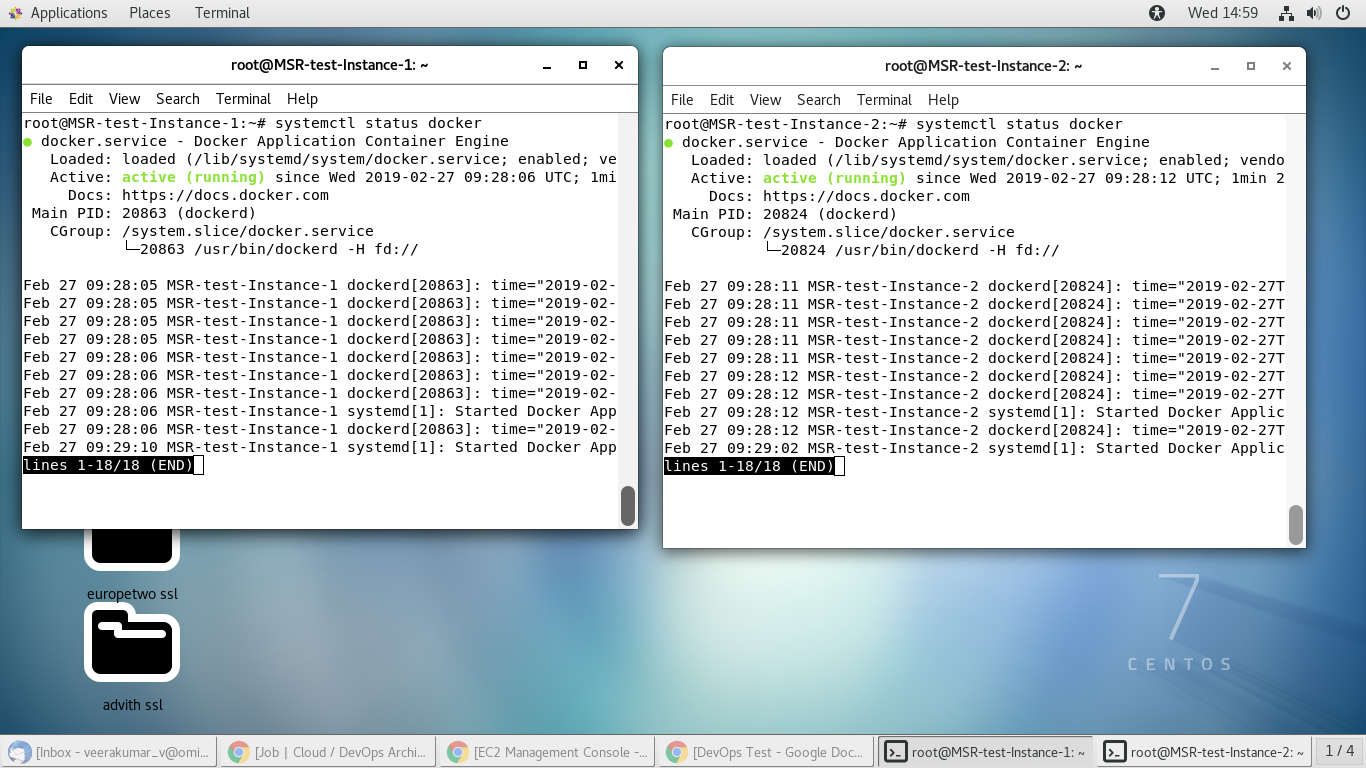 Applications Places Terminal Wed 14:59
root@MSR-test-Instance-1: ~
File Edit View Search Terminal Help
root@MSR-test-Instance-1:~# systemctl status docker
● docker.service - Docker Application Container Engine
Loaded: loaded (/lib/systemd/system/docker.service; enabled; ve
Active: active (running) since Wed 2019-02-27 09:28:06 UTC; 1mi
Docs: https://docs.docker.com
Main PID: 20863 (dockerd)
CGroup: /system.slice/docker.service
└─20863 /usr/bin/dockerd -H fd://
Feb 27 09:28:05 MSR-test-Instance-1 dockerd[20863]: time="2019-02-
Feb 27 09:28:05 MSR-test-Instance-1 dockerd[20863]: time="2019-02-
Feb 27 09:28:05 MSR-test-Instance-1 dockerd[20863]: time="2019-02-
Feb 27 09:28:05 MSR-test-Instance-1 dockerd[20863]: time="2019-02-
Feb 27 09:28:06 MSR-test-Instance-1 dockerd[20863]: time="2019-02-
Feb 27 09:28:06 MSR-test-Instance-1 dockerd[20863]: time="2019-02-
Feb 27 09:28:06 MSR-test-Instance-1 dockerd[20863]: time="2019-02-
Feb 27 09:28:06 MSR-test-Instance-1 systemd[1]: Started Docker App
Feb 27 09:28:06 MSR-test-Instance-1 dockerd[20863]: time="2019-02-
Feb 27 09:29:10 MSR-test-Instance-1 systemd[1]: Started Docker App
lines 1-18/18 (END)
root@MSR-test-Instance-2: ~
File Edit View Search Terminal Help
root@MSR-test-Instance-2:~# systemctl status docker
● docker.service - Docker Application Container Engine
Loaded: loaded (/lib/systemd/system/docker.service; enabled; vendo
Active: active (running) since Wed 2019-02-27 09:28:12 UTC; 1min 2
Docs: https://docs.docker.com
Main PID: 20824 (dockerd)
CGroup: /system.slice/docker.service
└─20824 /usr/bin/dockerd -H fd://
Feb 27 09:28:11 MSR-test-Instance-2 dockerd[20824]: time="2019-02-27T
Feb 27 09:28:11 MSR-test-Instance-2 dockerd[20824]: time="2019-02-27T
Feb 27 09:28:11 MSR-test-Instance-2 dockerd[20824]: time="2019-02-27T
Feb 27 09:28:11 MSR-test-Instance-2 dockerd[20824]: time="2019-02-27T
Feb 27 09:28:11 MSR-test-Instance-2 dockerd[20824]: time="2019-02-27T
Feb 27 09:28:12 MSR-test-Instance-2 dockerd[20824]: time="2019-02-27T
Feb 27 09:28:12 MSR-test-Instance-2 dockerd[20824]: time="2019-02-27T
Feb 27 09:28:12 MSR-test-Instance-2 systemd[1]: Started Docker Applic
Feb 27 09:28:12 MSR-test-Instance-2 dockerd[20824]: time="2019-02-27T
Feb 27 09:29:02 MSR-test-Instance-2 systemd[1]: Started Docker Applic
lines 1-18/18 (END)
europetwo ssl
advith ssl
7
CENTOS
[Inbox - veerakumar_v@omi... [Job | Cloud / DevOps Archi... [EC2 Management Console -... [DevOps Test - Google Doc... root@MSR-test-Instance-1: ~ root@MSR-test-Instance-2: ~ 1 / 4